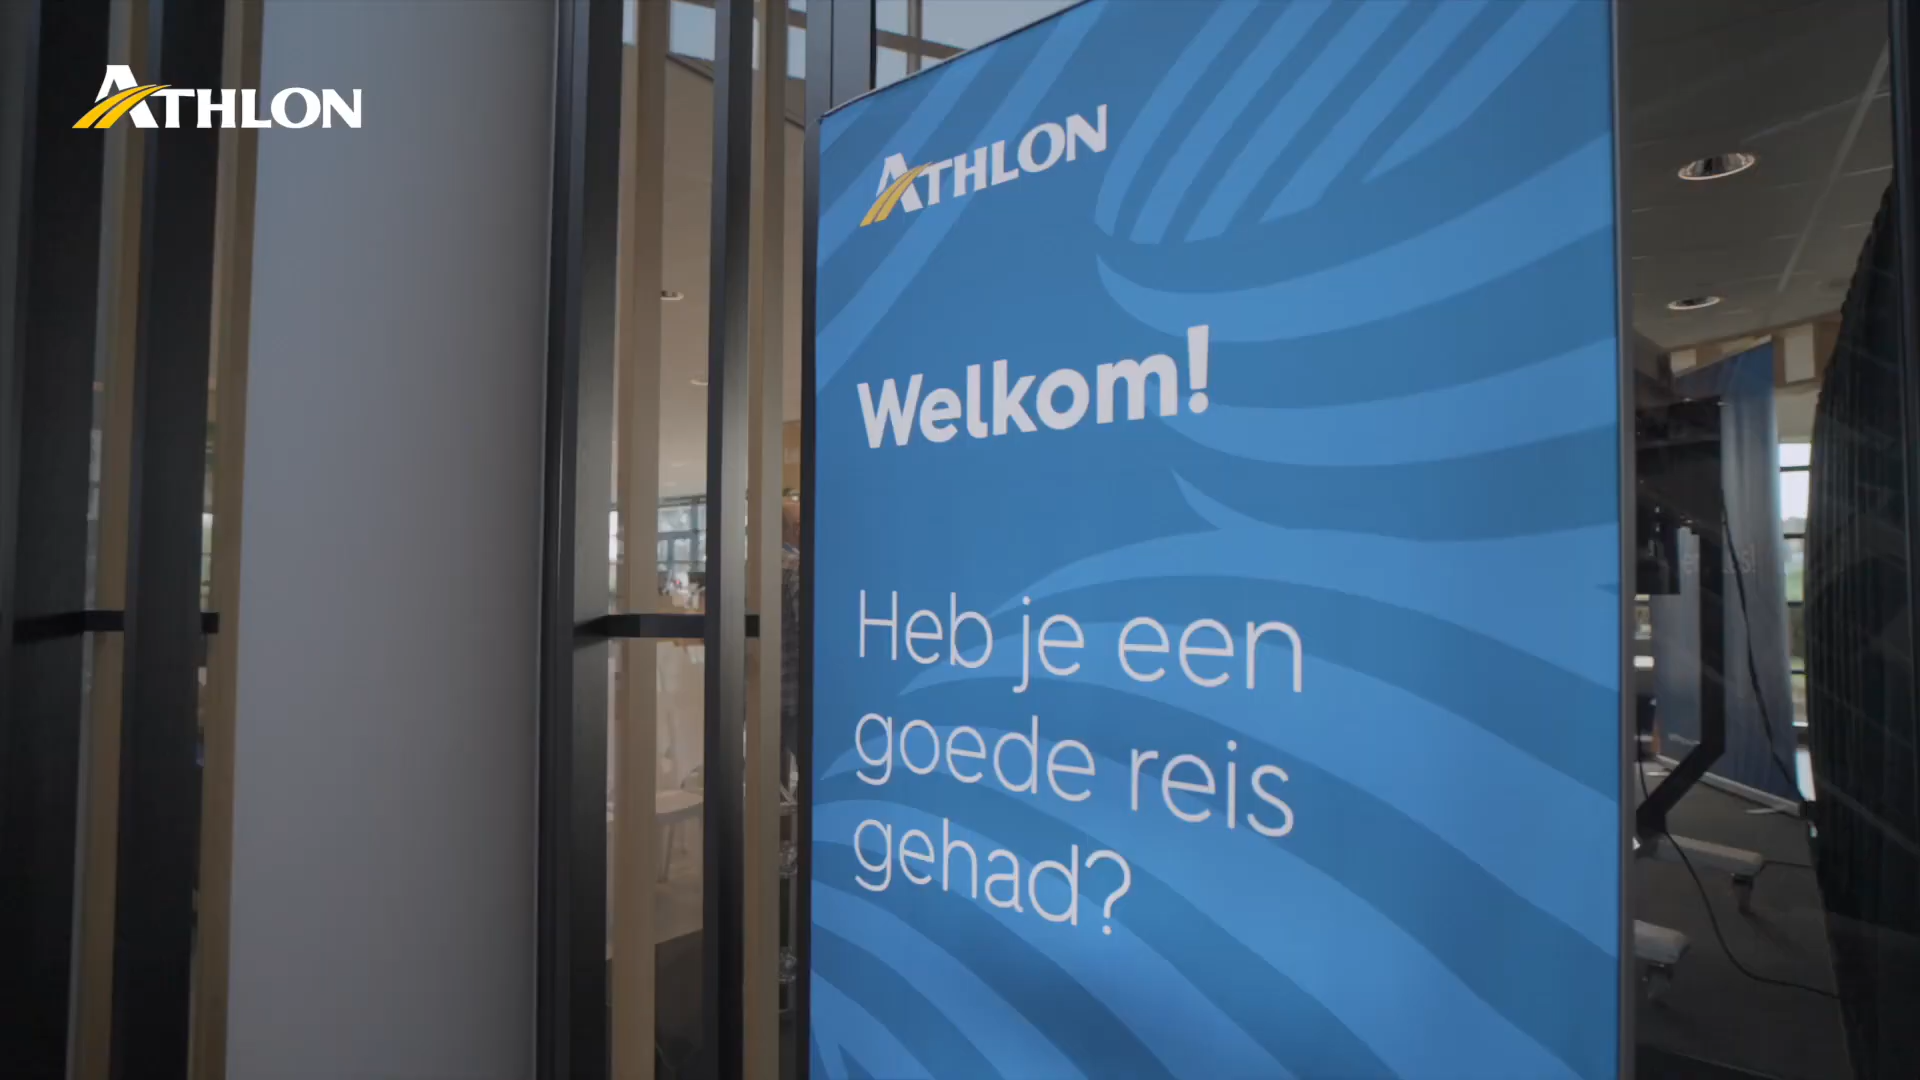 ATHLON
ATHLON
Welkom!
Heb je een
goede reis
gehad?